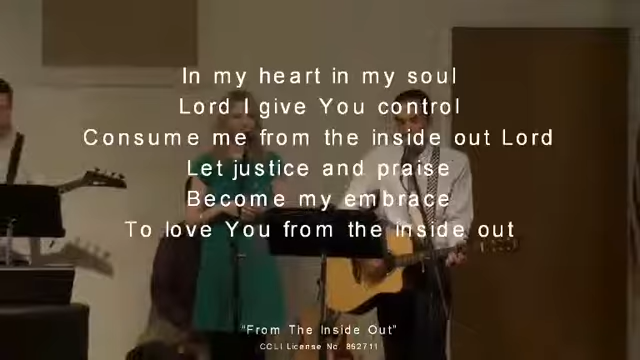 In my heart in my soul
Lord I give You control
Consume me from the inside out Lord
Let justice and praise
Become my embrace
To love You from the inside out
"From The Inside Out"
CCLI License No. 862711